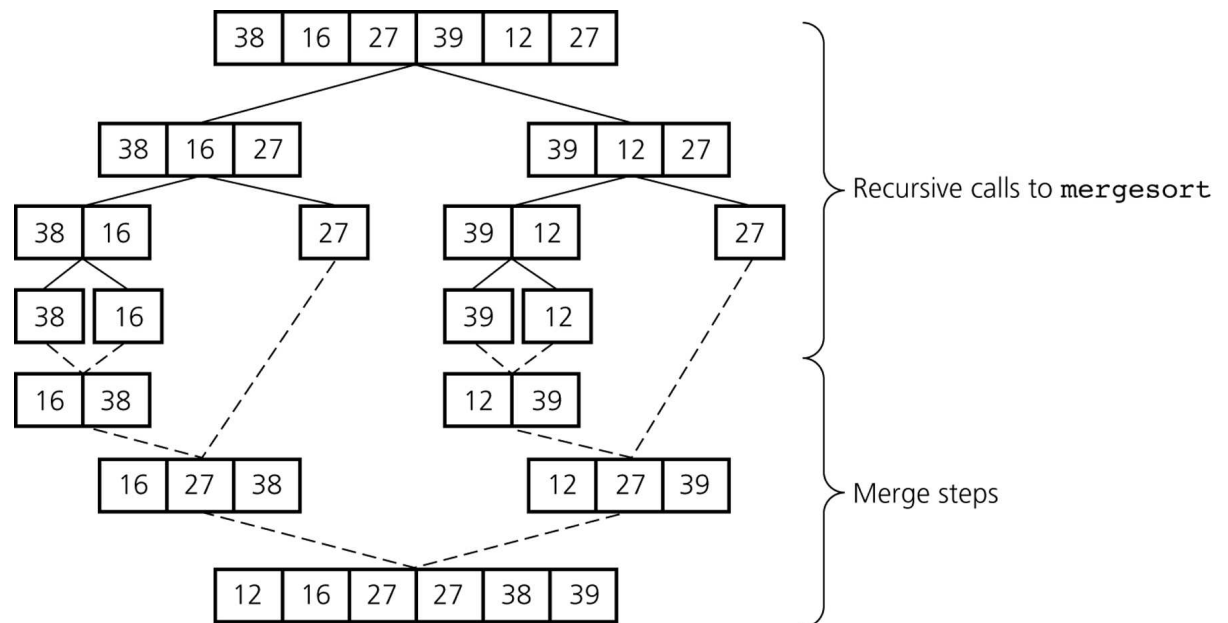 38 16 27 39 12 27
38 16 27 39 12 27
Recursive calls to mergesort
38 16 27 39 12 27
38 16 39 12
16 38 12 39
16 27 38 12 27 39
Merge steps
12 16 27 27 38 39